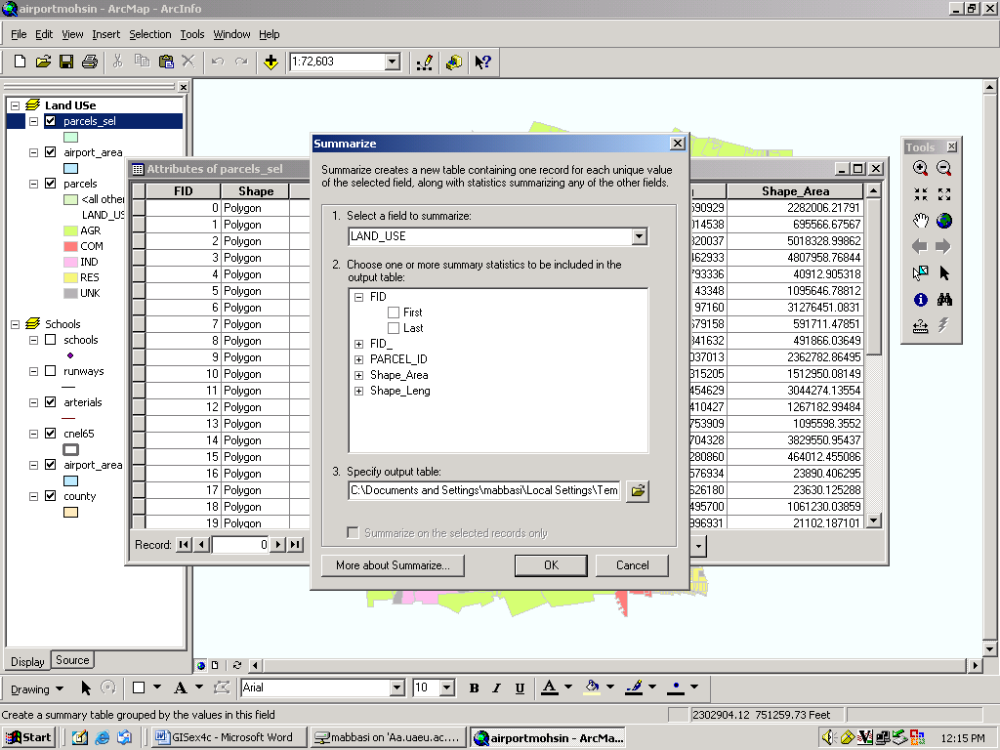 airportmohsin - ArcMap - ArcInfo
File Edit View Insert Selection Tools Window Help
1:72,603
Land USe
parcels_sel
airport_area
parcels
<all other
LAND_US
AGR
COM
IND
RES
UNK
Schools
schools
runways
arterials
cnel65
airport_area
county
Display Source
Attributes of parcels_sel
FID Shape Shape_Area
0 Polygon 590929 2282006.21791
1 Polygon 014538 695566.67567
2 Polygon 820037 5018328.99862
3 Polygon 462933 4807958.76844
4 Polygon 793336 40912.905318
5 Polygon 43348 1095646.78812
6 Polygon 97160 31276451.0831
7 Polygon 579158 591711.47851
8 Polygon 341632 491866.03649
9 Polygon 037013 2362782.86495
10 Polygon 315205 1512950.08149
11 Polygon 454629 3044274.13554
12 Polygon 410427 1267182.99484
13 Polygon 753909 1095598.3552
14 Polygon 704328 3829550.95437
15 Polygon 280860 464012.455086
16 Polygon 576934 23890.406295
17 Polygon 626180 23630.125288
18 Polygon 495700 1061230.03859
19 Polygon 996931 21102.187101
Record: 0
Summarize
Summarize creates a new table containing one record for each unique value
of the selected field, along with statistics summarizing any of the other fields.
1. Select a field to summarize:
LAND_USE
2. Choose one or more summary statistics to be included in the
output table:
FID
First
Last
FID_
PARCEL_ID
Shape_Area
Shape_Leng
3. Specify output table:
C:\Documents and Settings\mabbasi\Local Settings\Tem
Summarize on the selected records only
More about Summarize... OK Cancel
Tools
Drawing A Arial 10 B I U A
Create a summary table grouped by the values in this field 2302904.12 751259.73 Feet
Start GISex4c - Microsoft Word mabbasi on 'Aa.uaeu.ac.... airportmohsin - ArcMa... 12:15 PM